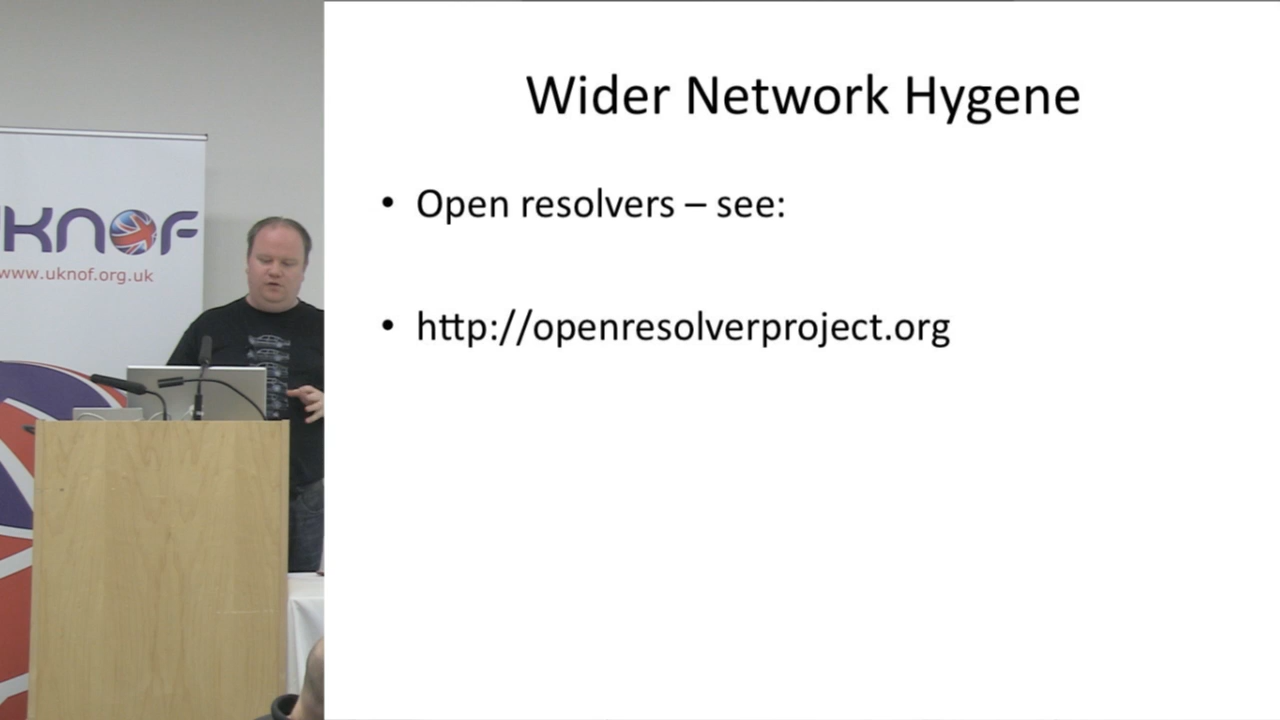 Wider Network Hygene
• Open resolvers – see:
• http://openresolverproject.org
UKNOF
www.uknof.org.uk